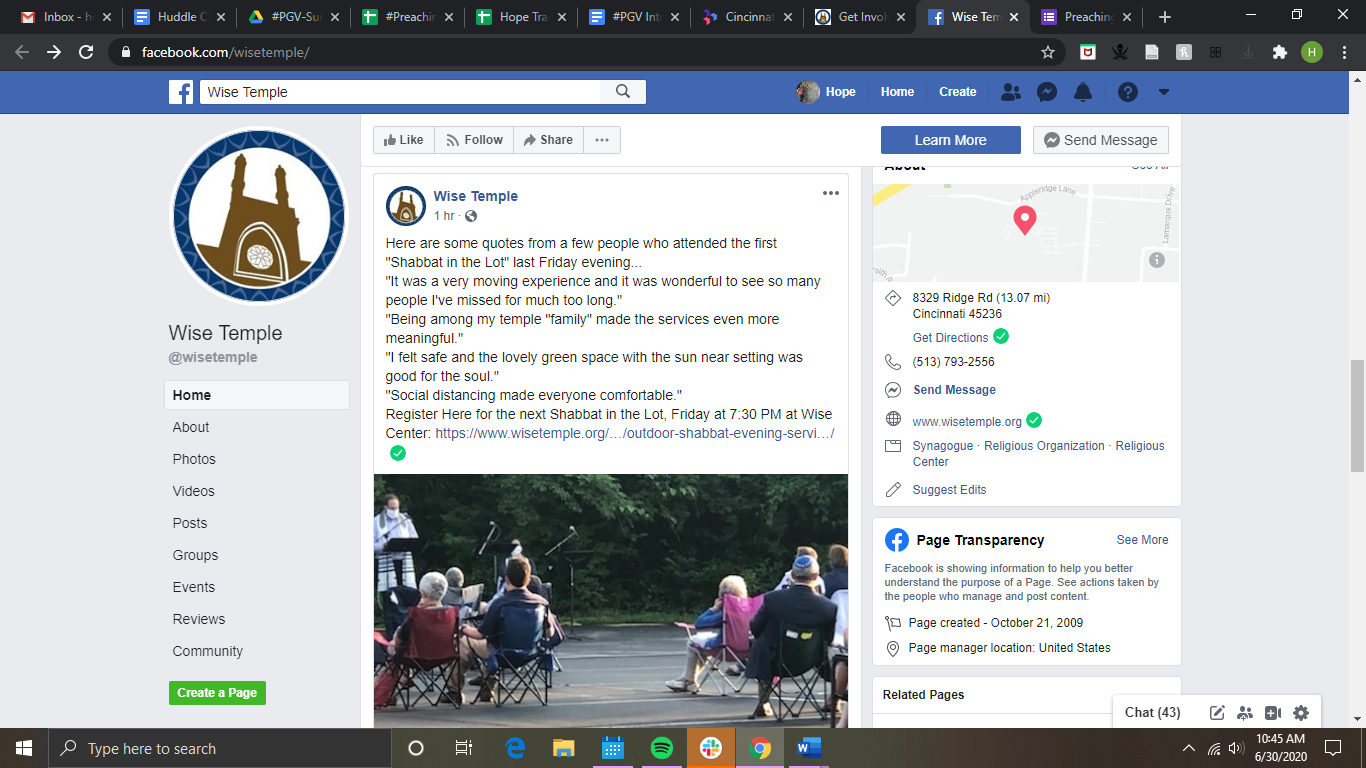 Inbox - h
Huddle C
#PGV-Su
#Preachin
Hope Tra
#PGV Int
Cincinnat
Get Invol
Wise Tem
Preaching
facebook.com/wisetemple/
H
Wise Temple
Hope
Home
Create
Like
Follow
Share
Learn More
Send Message
Wise Temple
@wisetemple
Home
About
Photos
Videos
Posts
Groups
Events
Reviews
Community
Create a Page
Wise Temple
1 hr ·
Here are some quotes from a few people who attended the first
"Shabbat in the Lot" last Friday evening...
"It was a very moving experience and it was wonderful to see so many
people I've missed for much too long."
"Being among my temple "family" made the services even more
meaningful."
"I felt safe and the lovely green space with the sun near setting was
good for the soul."
"Social distancing made everyone comfortable."
Register Here for the next Shabbat in the Lot, Friday at 7:30 PM at Wise
Center: https://www.wisetemple.org/…/outdoor-shabbat-evening-servi…/
About
See All
Appleridge Lane
Lamarque Drive
8329 Ridge Rd (13.07 mi)
Cincinnati 45236
Get Directions
(513) 793-2556
Send Message
www.wisetemple.org
Synagogue · Religious Organization · Religious
Center
Suggest Edits
Page Transparency
See More
Facebook is showing information to help you better
understand the purpose of a Page. See actions taken by
the people who manage and post content.
Page created - October 21, 2009
Page manager location: United States
Related Pages
Chat (43)
Type here to search
10:45 AM
6/30/2020